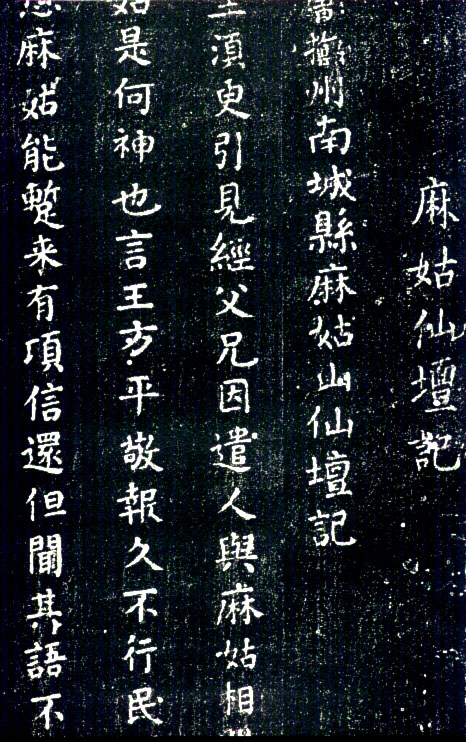 麻姑仙壇記
撫州南城縣麻姑山仙壇記
湏臾引見經父兄因遣人與麻姑相
姑是何神也言王方平敬報久不行民
麻姑能蹔来有頃信還但聞其語不